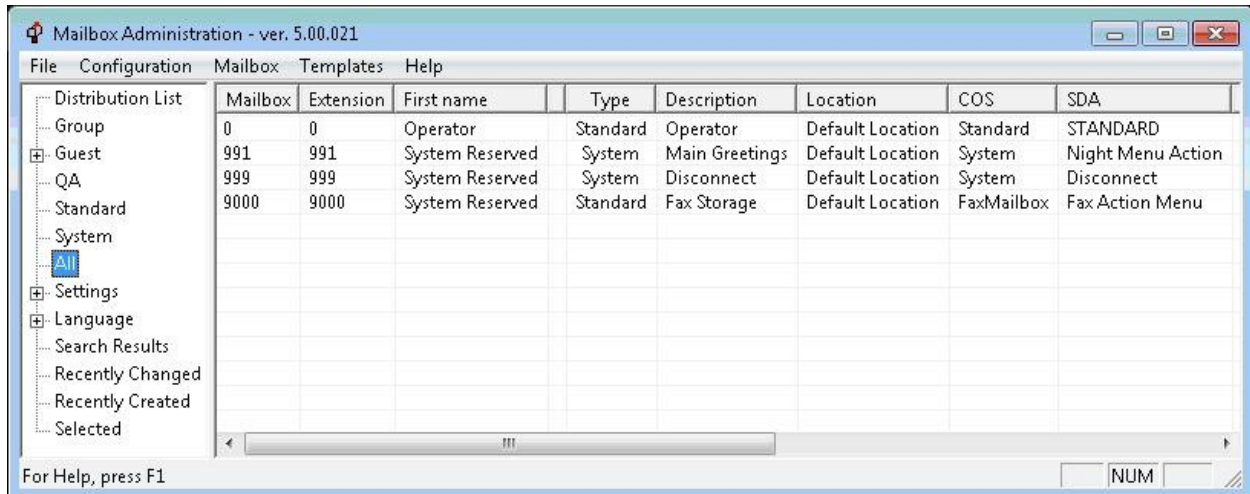 Mailbox Administration - ver. 5.00.021
File Configuration Mailbox Templates Help
Distribution List
Group
Guest
QA
Standard
System
All
Settings
Language
Search Results
Recently Changed
Recently Created
Selected
Mailbox Extension First name Type Description Location COS SDA
0 0 Operator Standard Operator Default Location Standard STANDARD
991 991 System Reserved System Main Greetings Default Location System Night Menu Action
999 999 System Reserved System Disconnect Default Location System Disconnect
9000 9000 System Reserved Standard Fax Storage Default Location FaxMailbox Fax Action Menu
For Help, press F1 NUM